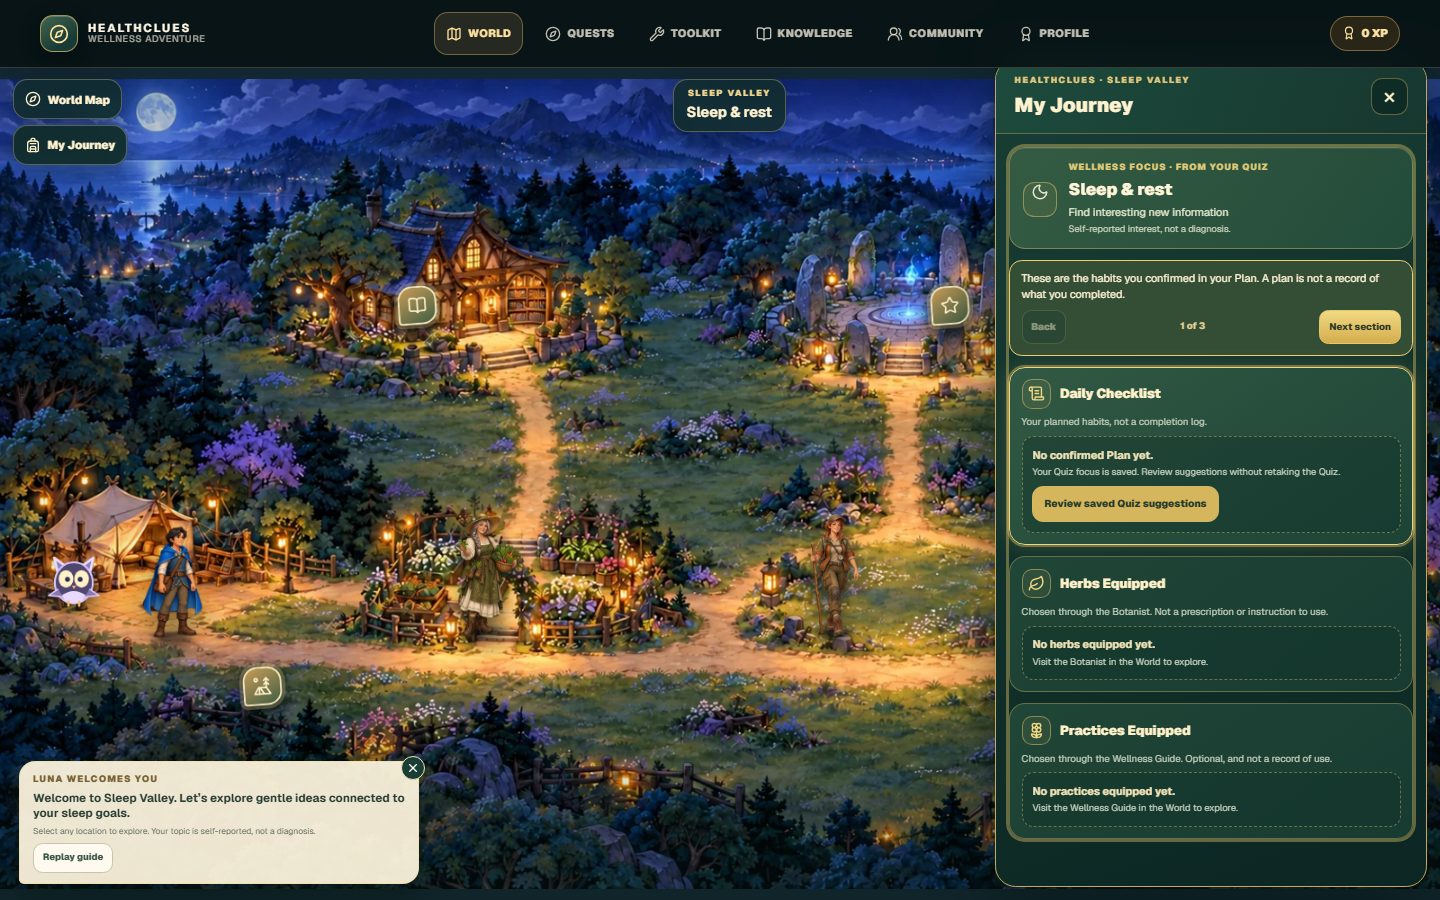 HEALTHCLUES
WELLNESS ADVENTURE
WORLD
QUESTS
TOOLKIT
KNOWLEDGE
COMMUNITY
PROFILE
0 XP
World Map
My Journey
SLEEP VALLEY
Sleep & rest
HEALTHCLUES · SLEEP VALLEY
My Journey
WELLNESS FOCUS · FROM YOUR QUIZ
Sleep & rest
Find interesting new information
Self-reported interest, not a diagnosis.
These are the habits you confirmed in your Plan. A plan is not a record of
what you completed.
Back
1 of 3
Next section
Daily Checklist
Your planned habits, not a completion log.
No confirmed Plan yet.
Your Quiz focus is saved. Review suggestions without retaking the Quiz.
Review saved Quiz suggestions
Herbs Equipped
Chosen through the Botanist. Not a prescription or instruction to use.
No herbs equipped yet.
Visit the Botanist in the World to explore.
Practices Equipped
Chosen through the Wellness Guide. Optional, and not a record of use.
No practices equipped yet.
Visit the Wellness Guide in the World to explore.
LUNA WELCOMES YOU
Welcome to Sleep Valley. Let's explore gentle ideas connected to
your sleep goals.
Select any location to explore. Your topic is self-reported, not a diagnosis.
Replay guide